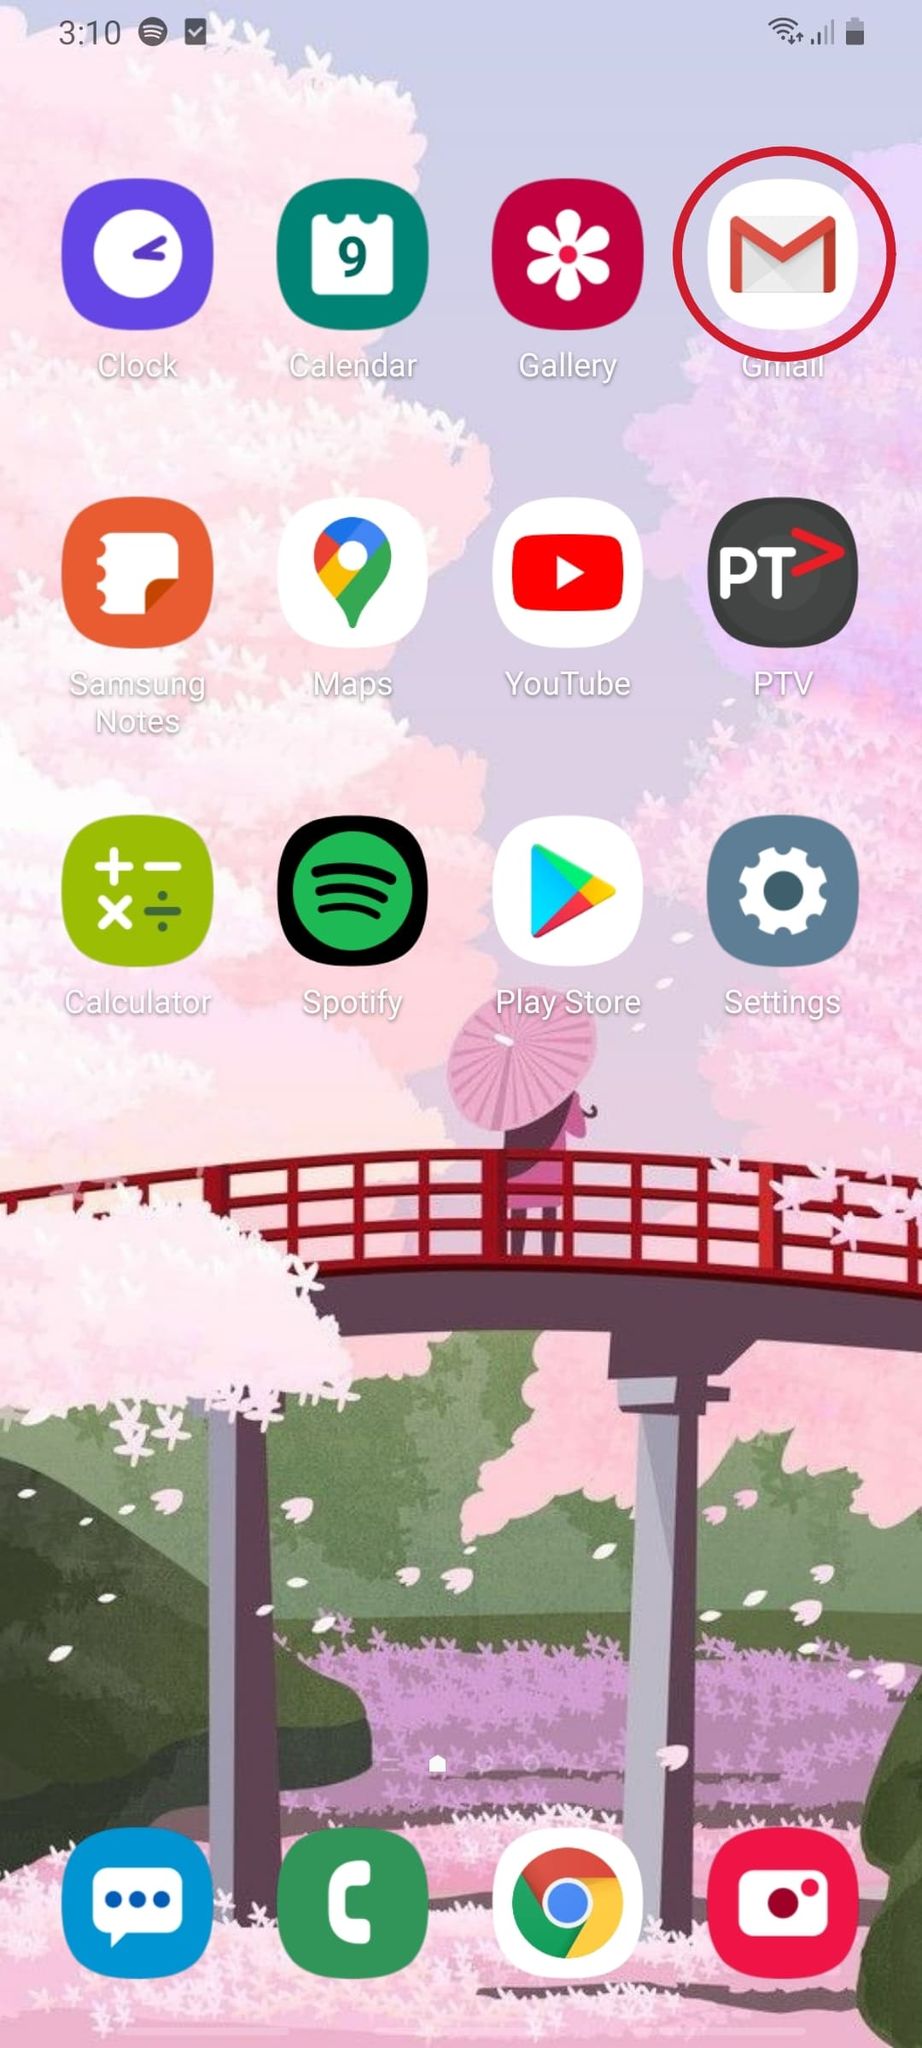 3:10
9
Clock
Calendar
Gallery
Gmail
PT>
Samsung
Notes
Maps
YouTube
PTV
Calculator
Spotify
Play Store
Settings